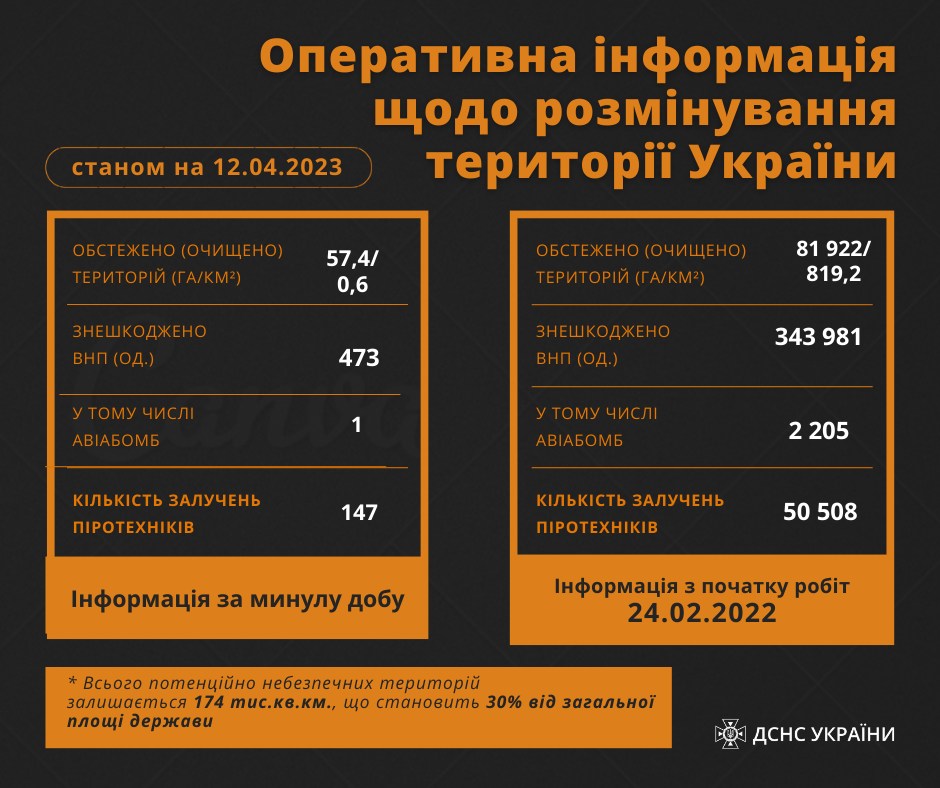 Оперативна інформація
щодо розмінування
території України
станом на 12.04.2023
ОБСТЕЖЕНО (ОЧИЩЕНО)
ТЕРИТОРІЙ (ГА/КМ²)
57,4/
0,6
ЗНЕШКОДЖЕНО
ВНП (ОД.)
473
У ТОМУ ЧИСЛІ
АВІАБОМБ
1
КІЛЬКІСТЬ ЗАЛУЧЕНЬ
ПІРОТЕХНІКІВ
147
Інформація за минулу добу
ОБСТЕЖЕНО (ОЧИЩЕНО)
ТЕРИТОРІЙ (ГА/КМ²)
81 922/
819,2
ЗНЕШКОДЖЕНО
ВНП (ОД.)
343 981
У ТОМУ ЧИСЛІ
АВІАБОМБ
2 205
КІЛЬКІСТЬ ЗАЛУЧЕНЬ
ПІРОТЕХНІКІВ
50 508
Інформація з початку робіт
24.02.2022
* Всього потенційно небезпечних територій
залишається 174 тис.кв.км., що становить 30% від загальної
площі держави
ДСНС УКРАЇНИ
Canva